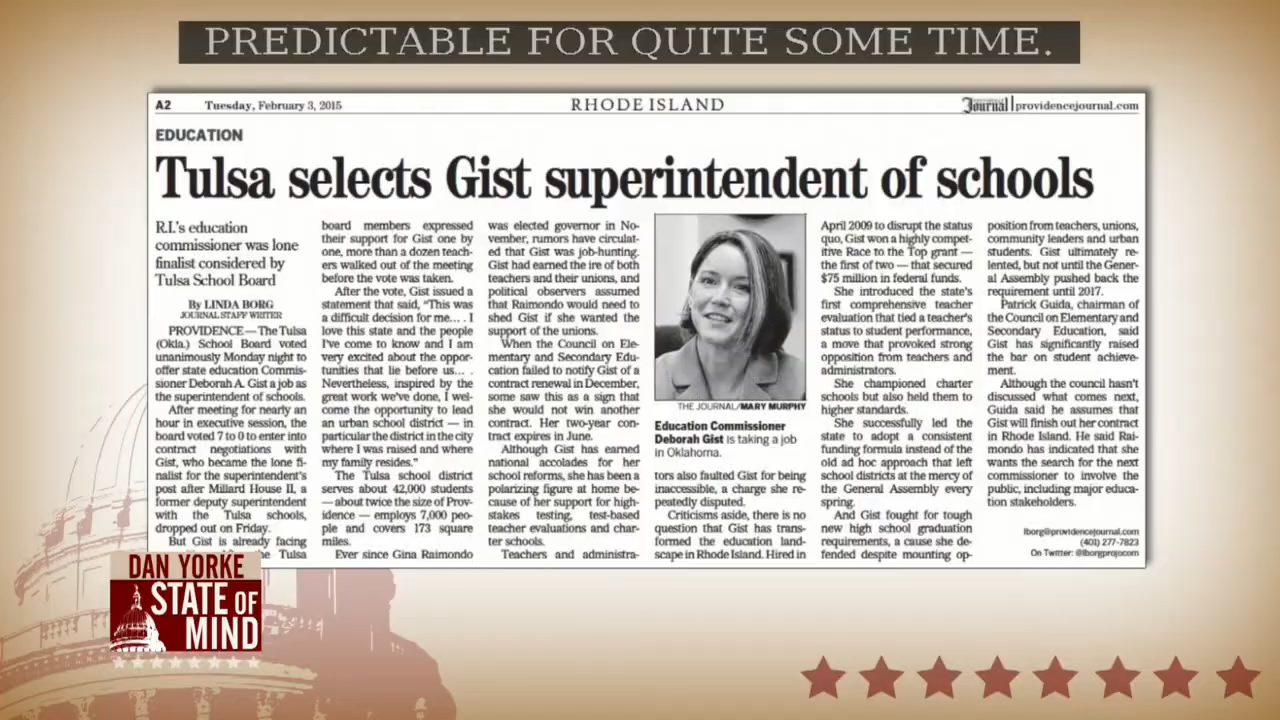 PREDICTABLE FOR QUITE SOME TIME.
A2 Tuesday, February 3, 2015 RHODE ISLAND Journal | providencejournal.com
EDUCATION
Tulsa selects Gist superintendent of schools
R.I.'s education
commissioner was lone
finalist considered by
Tulsa School Board
By LINDA BORG
JOURNAL STAFF WRITER
PROVIDENCE — The Tulsa
(Okla.) School Board voted
unanimously Monday night to
offer state education Commis-
sioner Deborah A. Gist a job as
the superintendent of schools.
After meeting for nearly an
hour in executive session, the
board voted 7 to 0 to enter into
contract negotiations with
Gist, who became the lone fi-
nalist for the superintendent's
post after Millard House II, a
former deputy superintendent
with the Tulsa schools,
dropped out on Friday.
But Gist is already facing
Tulsa
board members expressed
their support for Gist one by
one, more than a dozen teach-
ers walked out of the meeting
before the vote was taken.
After the vote, Gist issued a
statement that said, "This was
a difficult decision for me... . I
love this state and the people
I've come to know and I am
very excited about the oppor-
tunities that lie before us... .
Nevertheless, inspired by the
great work we've done, I wel-
come the opportunity to lead
an urban school district — in
particular the district in the city
where I was raised and where
my family resides."
The Tulsa school district
serves about 42,000 students
— about twice the size of Prov-
idence — employs 7,000 peo-
ple and covers 173 square
miles.
Ever since Gina Raimondo
was elected governor in No-
vember, rumors have circulat-
ed that Gist was job-hunting.
Gist had earned the ire of both
teachers and their unions, and
political observers assumed
that Raimondo would need to
shed Gist if she wanted the
support of the unions.
When the Council on Ele-
mentary and Secondary Edu-
cation failed to notify Gist of a
contract renewal in December,
some saw this as a sign that
she would not win another
contract. Her two-year con-
tract expires in June.
Although Gist has earned
national accolades for her
school reforms, she has been a
polarizing figure at home be-
cause of her support for high-
stakes testing, test-based
teacher evaluations and char-
ter schools.
Teachers and administra-
THE JOURNAL/MARY MURPHY
Education Commissioner
Deborah Gist is taking a job
in Oklahoma.
tors also faulted Gist for being
inaccessible, a charge she re-
peatedly disputed.
Criticisms aside, there is no
question that Gist has trans-
formed the education land-
scape in Rhode Island. Hired in
April 2009 to disrupt the status
quo, Gist won a highly compet-
itive Race to the Top grant —
the first of two — that secured
$75 million in federal funds.
She introduced the state's
first comprehensive teacher
evaluation that tied a teacher's
status to student performance,
a move that provoked strong
opposition from teachers and
administrators.
She championed charter
schools but also held them to
higher standards.
She successfully led the
state to adopt a consistent
funding formula instead of the
old ad hoc approach that left
school districts at the mercy of
the General Assembly every
spring.
And Gist fought for tough
new high school graduation
requirements, a cause she de-
fended despite mounting op-
position from teachers, unions,
community leaders and urban
students. Gist ultimately re-
lented, but not until the Gener-
al Assembly pushed back the
requirement until 2017.
Patrick Guida, chairman of
the Council on Elementary and
Secondary Education, said
Gist has significantly raised
the bar on student achieve-
ment.
Although the council hasn't
discussed what comes next,
Guida said he assumes that
Gist will finish out her contract
in Rhode Island. He said Rai-
mondo has indicated that she
wants the search for the next
commissioner to involve the
public, including major educa-
tion stakeholders.
lborg@providencejournal.com
(401) 277-7823
On Twitter: @lborgprojocom
DAN YORKE
STATE OF
MIND